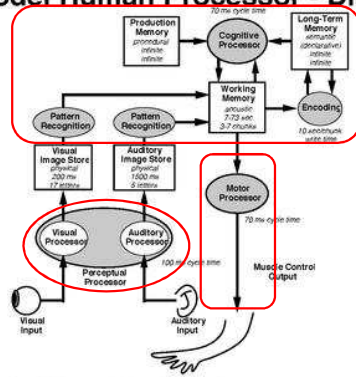 Model Human Processor
70 ms cycle time
Production
Memory
procedural
infinite
infinite
Cognitive
Processor
Long-Term
Memory
semantic
(declarative)
infinite
infinite
Working
Memory
acoustic
7-73 sec
3-7 chunks
Encoding
10 sec/chunk
write time
Pattern
Recognition
Pattern
Recognition
Visual
Image Store
physical
200 ms
17 letters
Auditory
Image Store
physical
1500 ms
5 letters
Motor
Processor
70 ms cycle time
Visual
Processor
Auditory
Processor
Perceptual
Processor
100 ms cycle time
Muscle Control
Output
Visual
Input
Auditory
Input